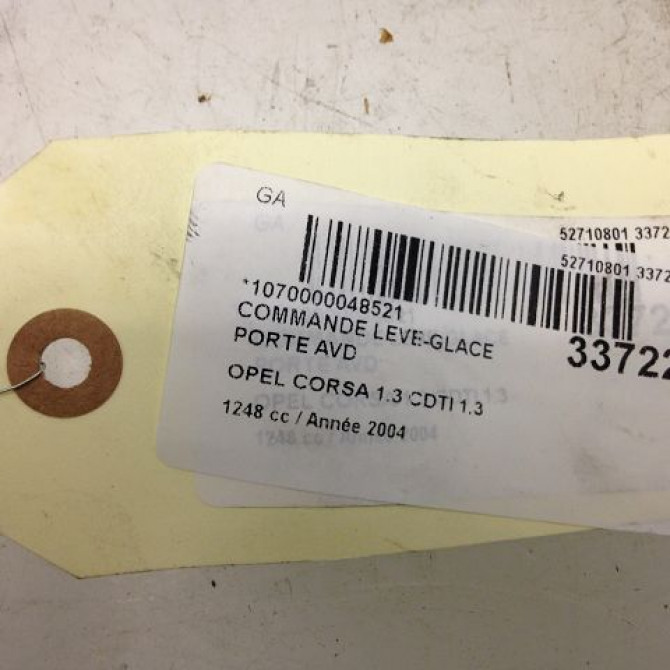 GA
52710801 3372
52710801 3372
*1070000048521
COMMANDE LEVE-GLACE
PORTE AVD
33722
OPEL CORSA 1.3 CDTI 1.3
1248 cc / Année 2004